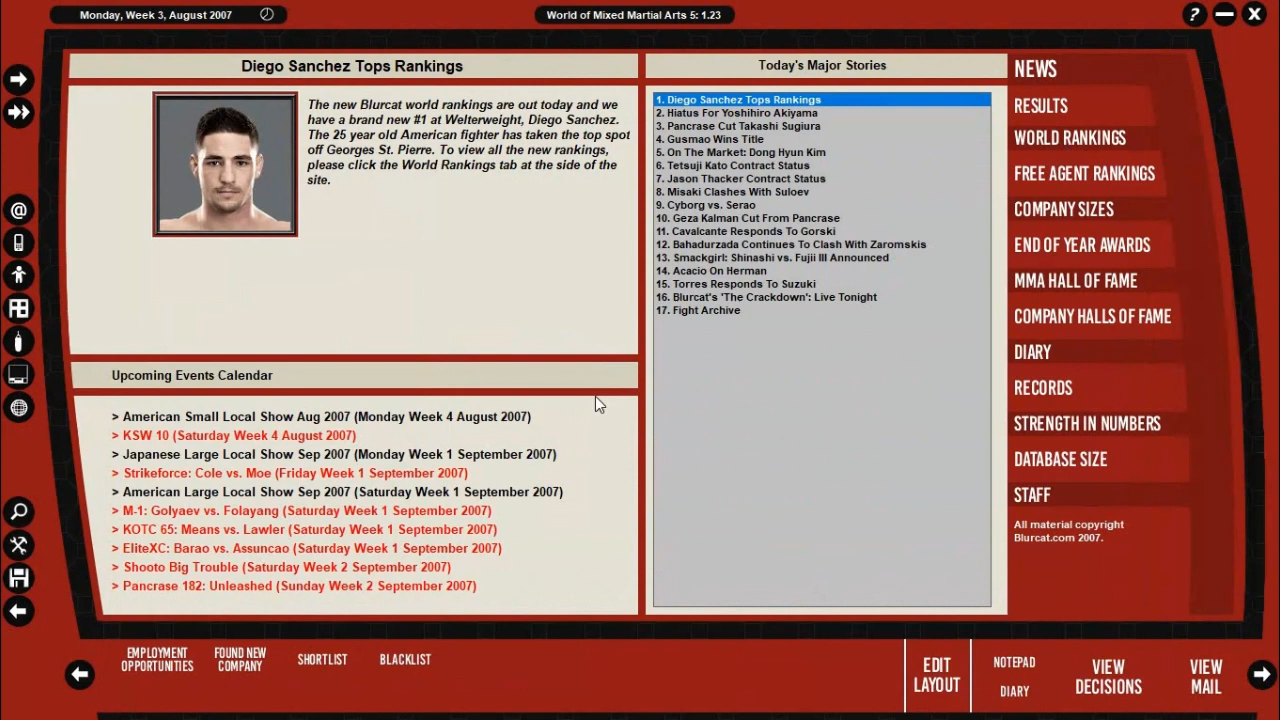 Monday, Week 3, August 2007
World of Mixed Martial Arts 5: 1.23
? X
Diego Sanchez Tops Rankings
The new Blurcat world rankings are out today and we
have a brand new #1 at Welterweight, Diego Sanchez.
The 25 year old American fighter has taken the top spot
off Georges St. Pierre. To view all the new rankings,
please click the World Rankings tab at the side of the
site.
Upcoming Events Calendar
> American Small Local Show Aug 2007 (Monday Week 4 August 2007)
> KSW 10 (Saturday Week 4 August 2007)
> Japanese Large Local Show Sep 2007 (Monday Week 1 September 2007)
> Strikeforce: Cole vs. Moe (Friday Week 1 September 2007)
> American Large Local Show Sep 2007 (Saturday Week 1 September 2007)
> M-1: Golyaev vs. Folayang (Saturday Week 1 September 2007)
> KOTC 65: Means vs. Lawler (Saturday Week 1 September 2007)
> EliteXC: Barao vs. Assuncao (Saturday Week 1 September 2007)
> Shooto Big Trouble (Saturday Week 2 September 2007)
> Pancrase 182: Unleashed (Sunday Week 2 September 2007)
Today's Major Stories
1. Diego Sanchez Tops Rankings
2. Hiatus For Yoshihiro Akiyama
3. Pancrase Cut Takashi Sugiura
4. Gusmao Wins Title
5. On The Market: Dong Hyun Kim
6. Tetsuji Kato Contract Status
7. Jason Thacker Contract Status
8. Misaki Clashes With Suloev
9. Cyborg vs. Serao
10. Geza Kalman Cut From Pancrase
11. Cavalcante Responds To Gorski
12. Bahadurzada Continues To Clash With Zaromskis
13. Smackgirl: Shinashi vs. Fujii III Announced
14. Acacio On Herman
15. Torres Responds To Suzuki
16. Blurcat's 'The Crackdown': Live Tonight
17. Fight Archive
NEWS
RESULTS
WORLD RANKINGS
FREE AGENT RANKINGS
COMPANY SIZES
END OF YEAR AWARDS
MMA HALL OF FAME
COMPANY HALLS OF FAME
DIARY
RECORDS
STRENGTH IN NUMBERS
DATABASE SIZE
STAFF
All material copyright
Blurcat.com 2007.
@
EMPLOYMENT
OPPORTUNITIES
FOUND NEW
COMPANY
SHORTLIST
BLACKLIST
EDIT
LAYOUT
NOTEPAD
DIARY
VIEW
DECISIONS
VIEW
MAIL